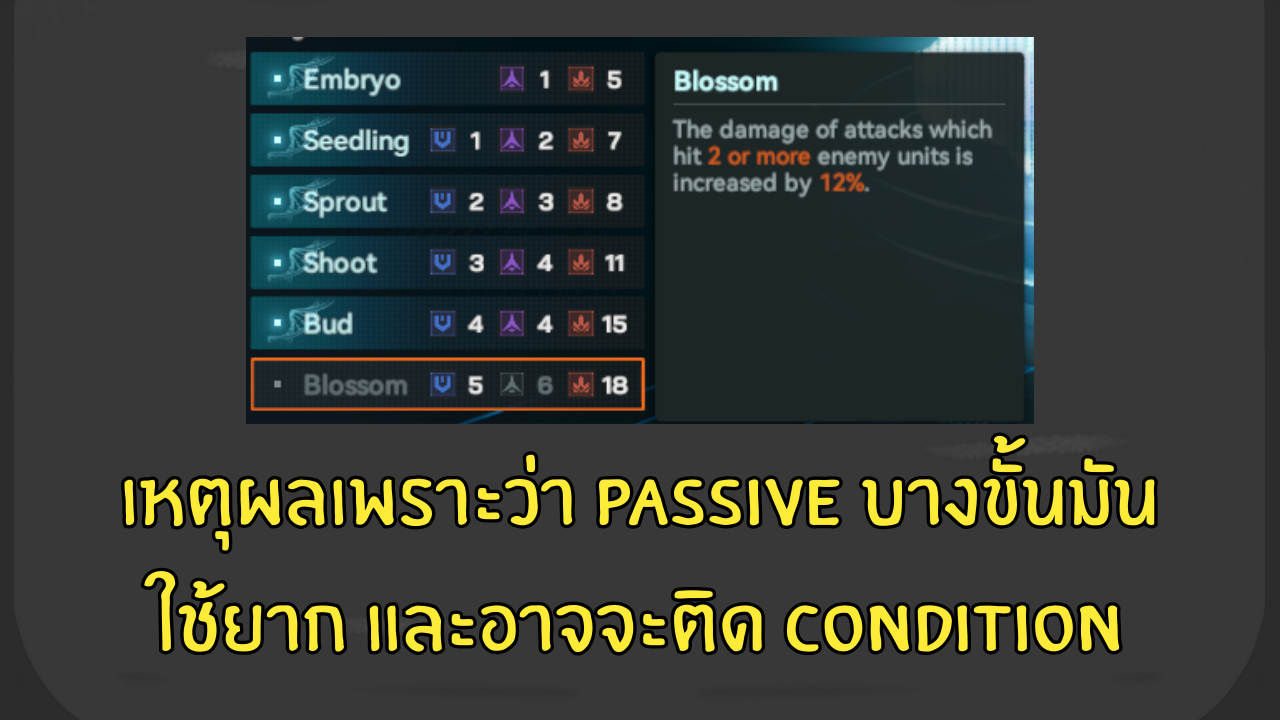 Embryo 1 5
Seedling 1 2 7
Sprout 2 3 8
Shoot 3 4 11
Bud 4 4 15
Blossom 5 6 18
Blossom
The damage of attacks which
hit 2 or more enemy units is
increased by 12%.
เหตุผลเพราะว่า PASSIVE บางขั้นมัน
ใช้ยาก และอาจจะติด CONDITION